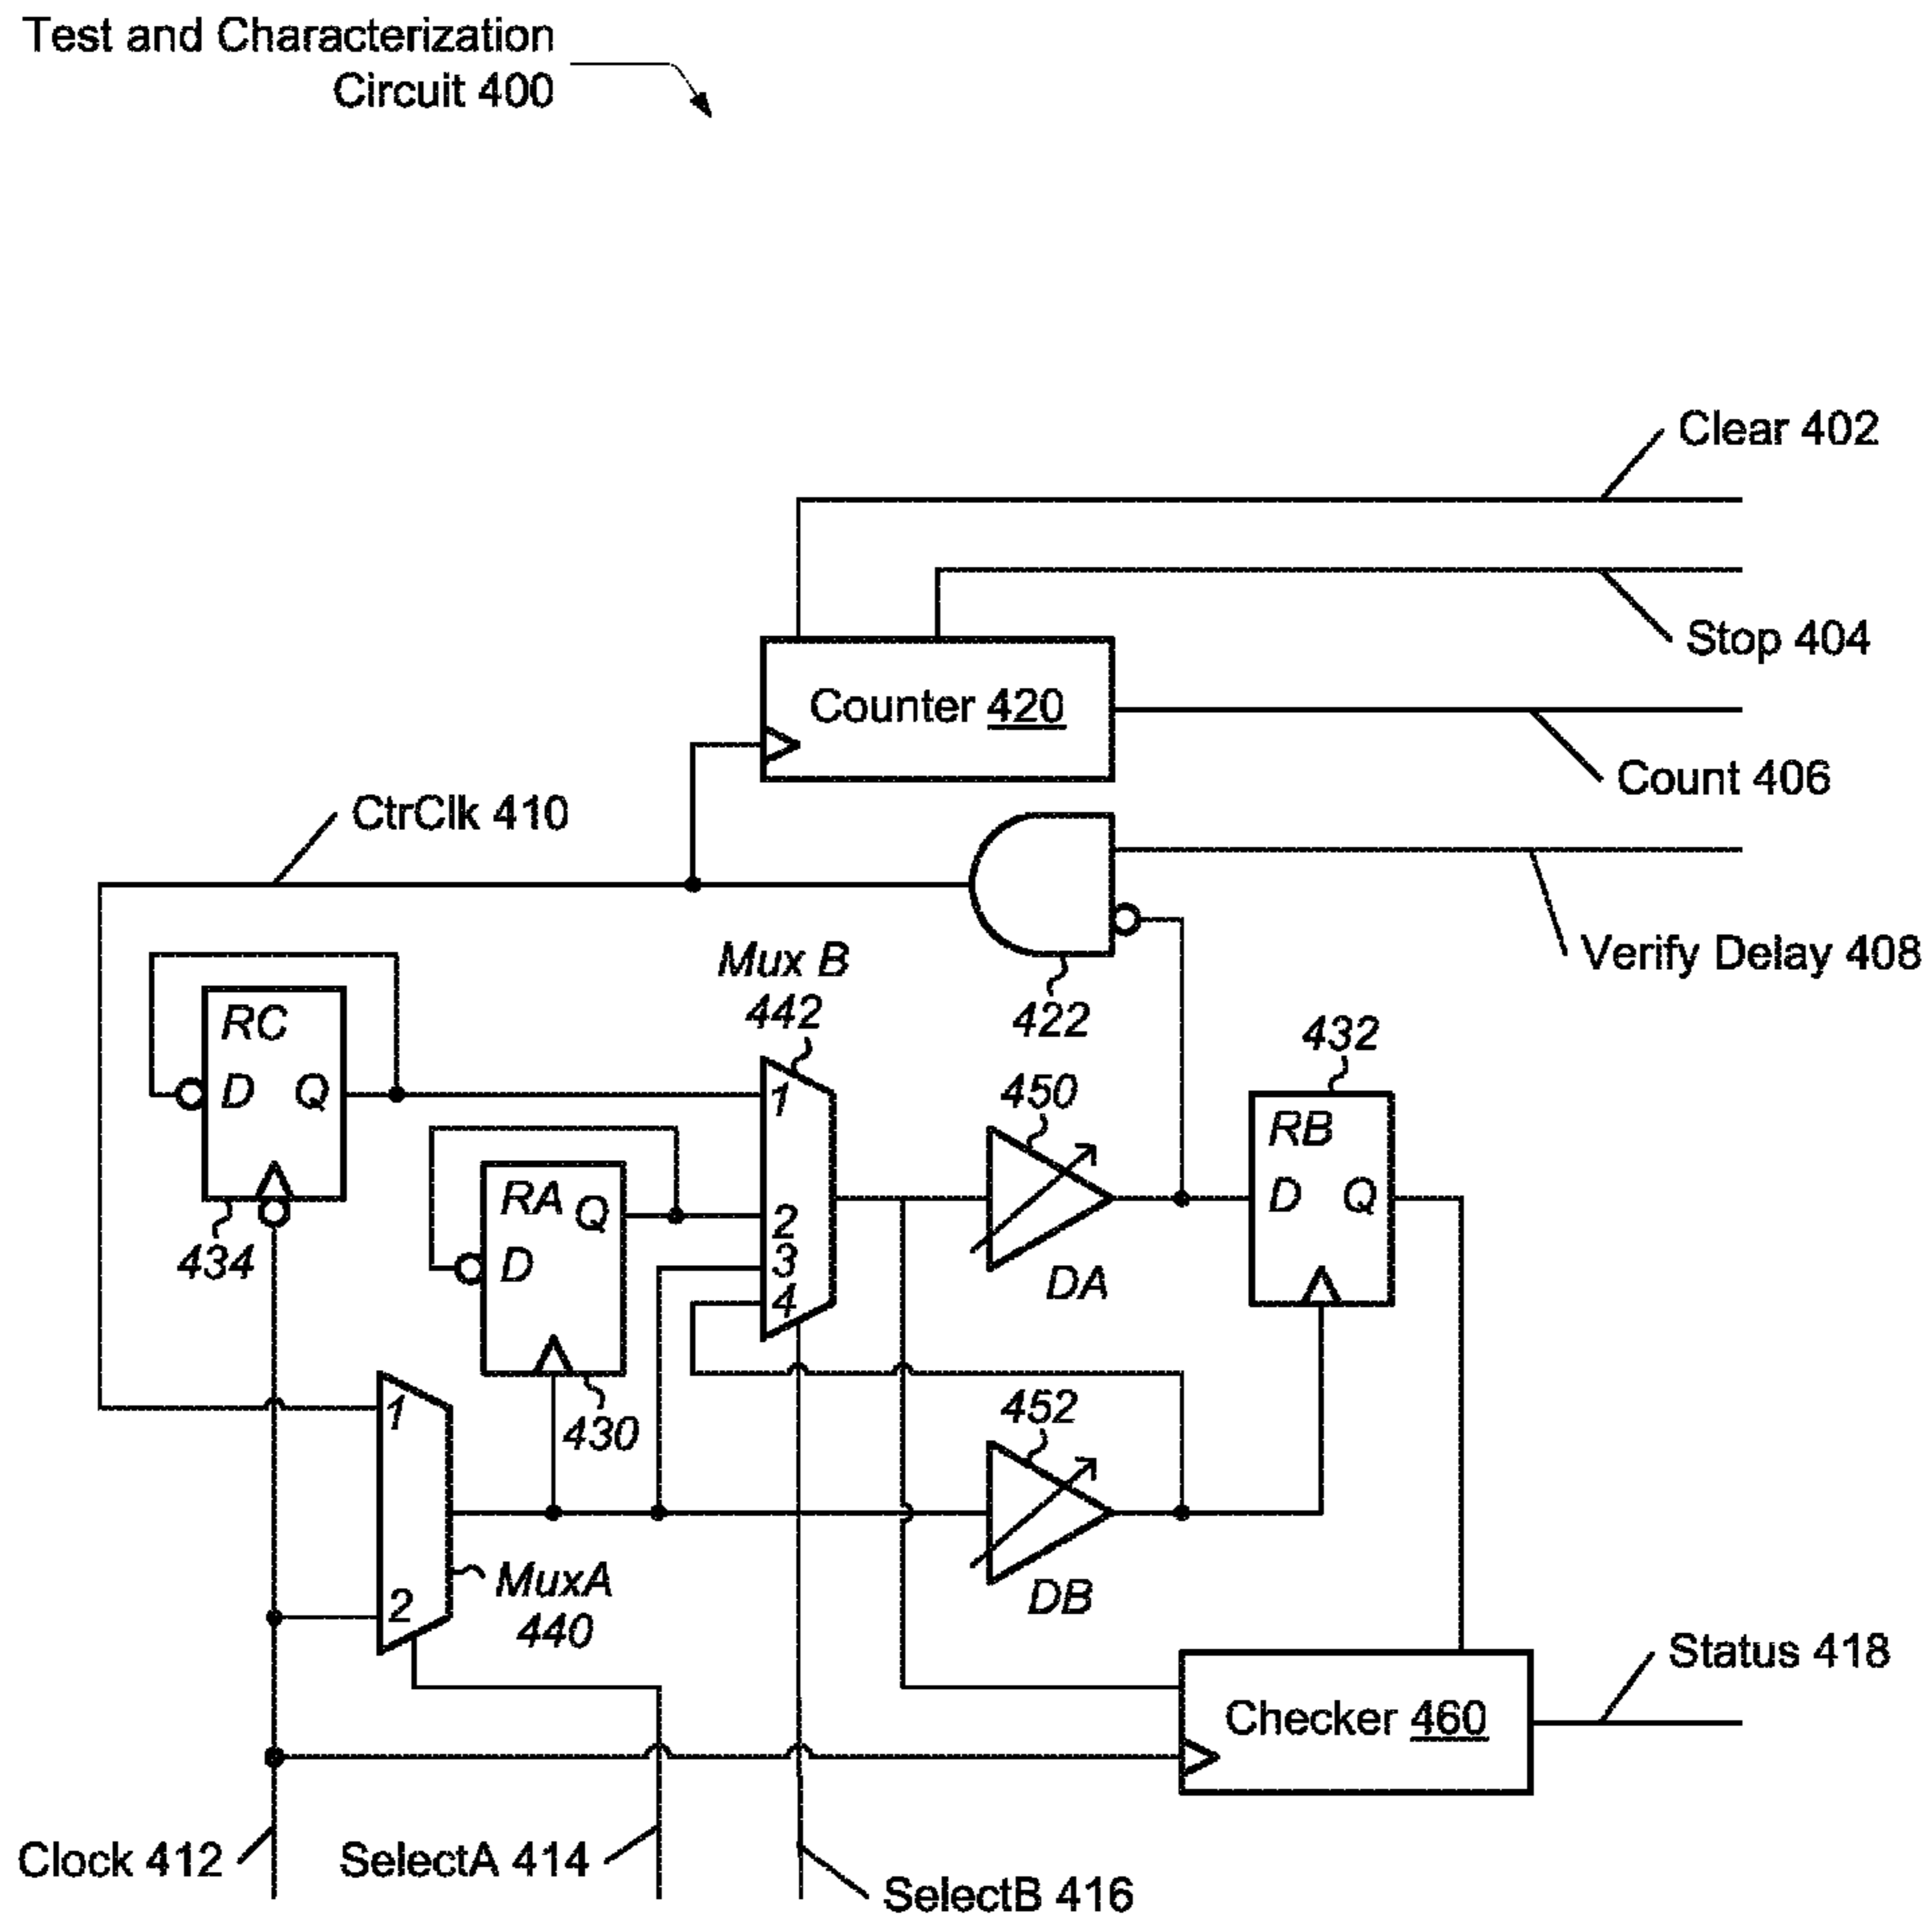 Test and Characterization
Circuit 400
Clear 402
Stop 404
Counter 420
Count 406
CtrClk 410
Verify Delay 408
Mux B
442
422
RC
D Q
434
432
450
RB
D Q
RA Q
D
430
1
2
3
4
DA
452
DB
1
2
MuxA
440
Status 418
Checker 460
Clock 412
SelectA 414
SelectB 416